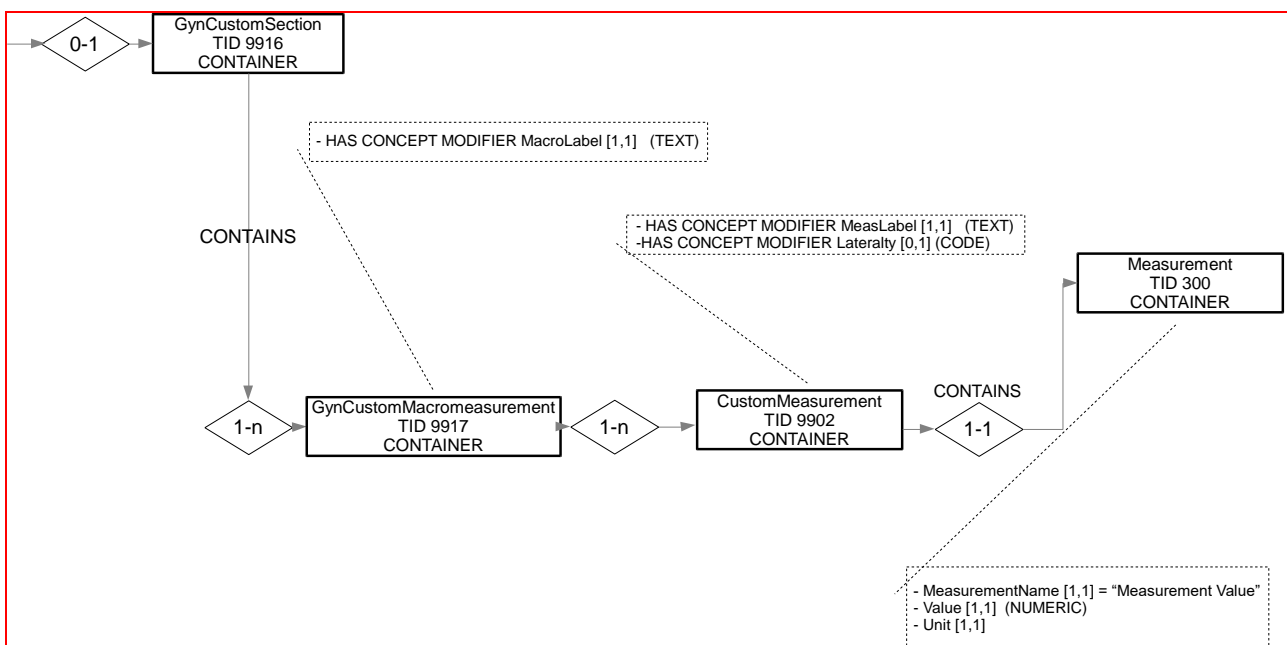 GynCustomSection
TID 9916
CONTAINER
0-1
- HAS CONCEPT MODIFIER MacroLabel [1,1]   (TEXT)
CONTAINS
- HAS CONCEPT MODIFIER MeasLabel [1,1]   (TEXT)
-HAS CONCEPT MODIFIER Lateralty [0,1] (CODE)
Measurement
TID 300
CONTAINER
1-n
GynCustomMacromeasurement
TID 9917
CONTAINER
1-n
CustomMeasurement
TID 9902
CONTAINER
CONTAINS
1-1
- MeasurementName [1,1] = “Measurement Value”
- Value [1,1]  (NUMERIC)
- Unit [1,1]